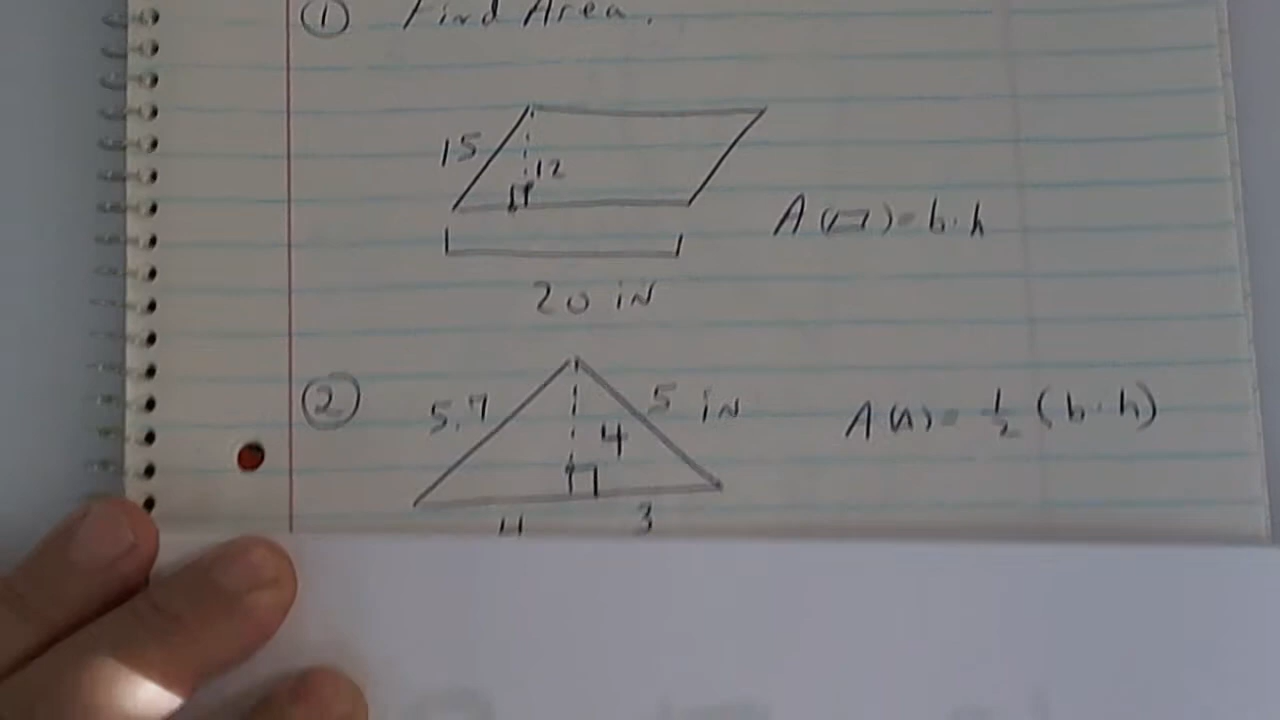 ① Find Area.
15
12
A(▱) = b·h
20 in
② 5.7 5 in A(△) = 1/2 (b·h)
4
4 3